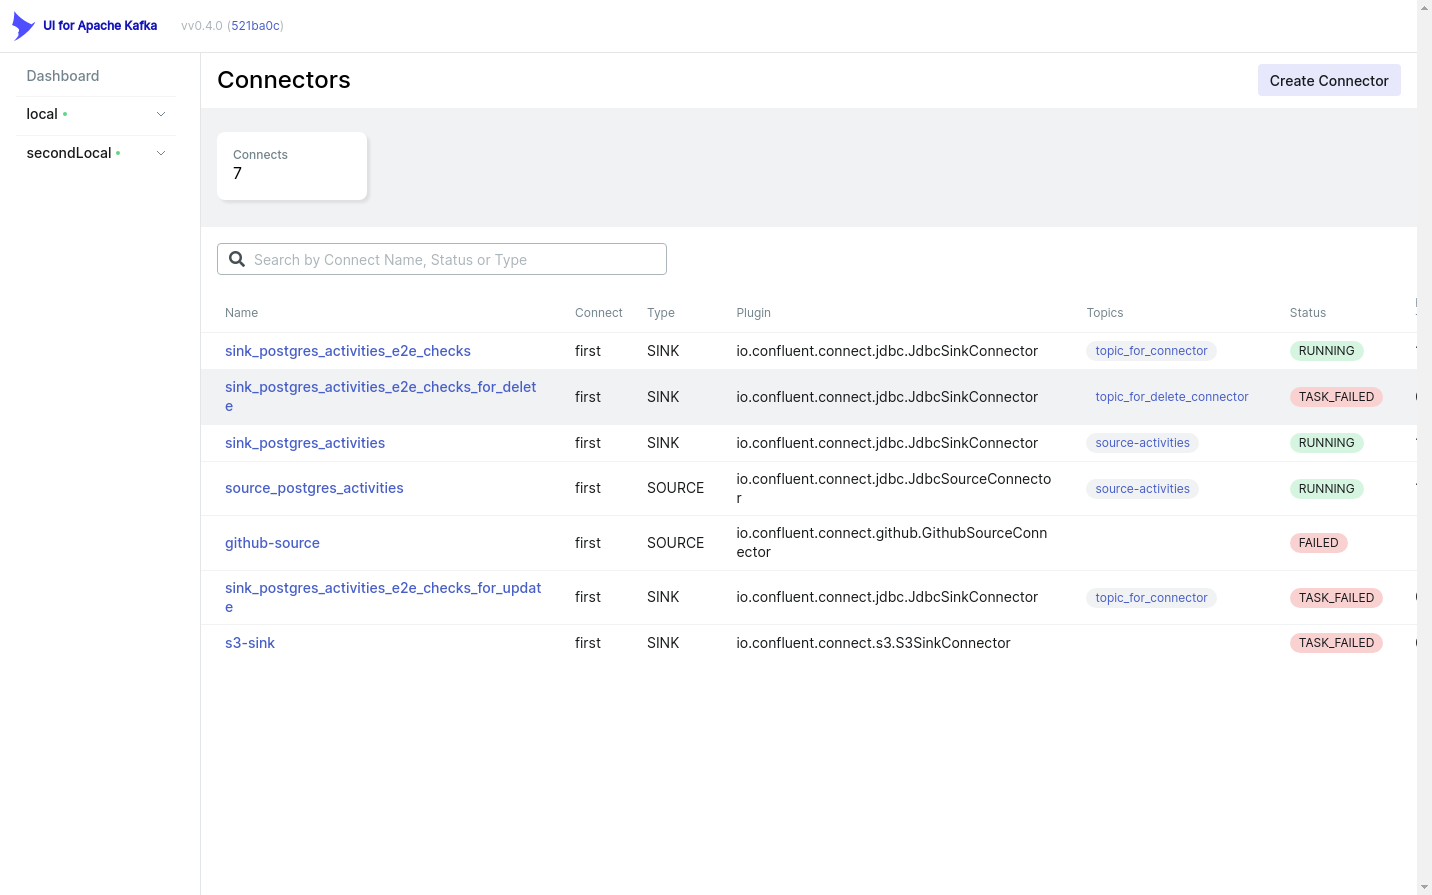 UI for Apache Kafka
vv0.4.0 (521ba0c)
Dashboard
local
secondLocal
Connectors
Create Connector
Connects
7
Search by Connect Name, Status or Type
Name Connect Type Plugin Topics Status
sink_postgres_activities_e2e_checks first SINK io.confluent.connect.jdbc.JdbcSinkConnector topic_for_connector RUNNING
sink_postgres_activities_e2e_checks_for_delet
e
first SINK io.confluent.connect.jdbc.JdbcSinkConnector topic_for_delete_connector TASK_FAILED
sink_postgres_activities first SINK io.confluent.connect.jdbc.JdbcSinkConnector source-activities RUNNING
source_postgres_activities first SOURCE
io.confluent.connect.jdbc.JdbcSourceConnecto
r
source-activities RUNNING
github-source first SOURCE
io.confluent.connect.github.GithubSourceConn
ector
FAILED
sink_postgres_activities_e2e_checks_for_updat
e
first SINK io.confluent.connect.jdbc.JdbcSinkConnector topic_for_connector TASK_FAILED
s3-sink first SINK io.confluent.connect.s3.S3SinkConnector TASK_FAILED